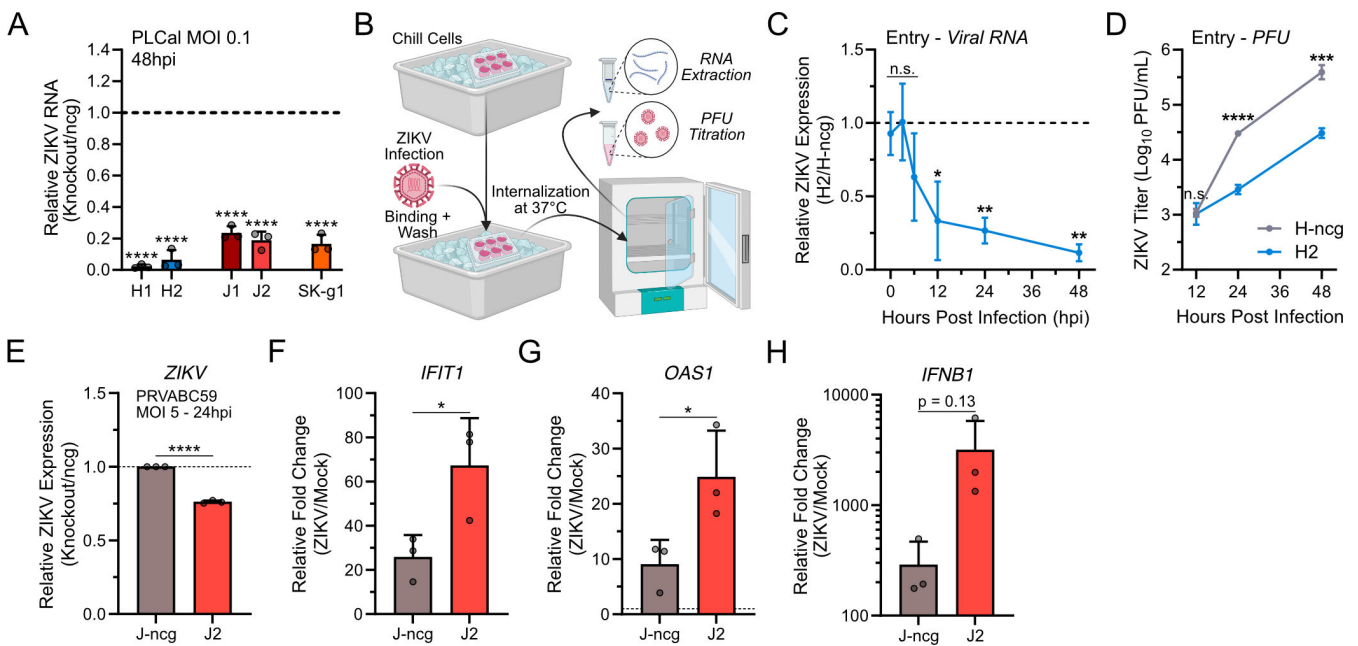 A
PLCal MOI 0.1
48hpi
Relative ZIKV RNA
(Knockout/ncg)
1.4
1.2
1.0
0.8
0.6
0.4
0.2
0.0
****
****
****
****
****
H1
H2
J1
J2
SK-g1
B
Chill Cells
RNA
Extraction
PFU
Titration
ZIKV
Infection
Binding +
Wash
Internalization
at 37°C
C
Entry - Viral RNA
Relative ZIKV Expression
(H2/H-ncg)
1.5
1.0
0.5
0.0
n.s.
*
**
**
0
12
24
36
48
Hours Post Infection (hpi)
D
Entry - PFU
ZIKV Titer (Log10 PFU/mL)
6
5
4
3
2
n.s.
****
***
H-ncg
H2
12
24
36
48
Hours Post Infection
E
ZIKV
PRVABC59
MOI 5 - 24hpi
Relative ZIKV Expression
(Knockout/ncg)
1.5
1.0
0.5
0.0
****
J-ncg
J2
F
IFIT1
Relative Fold Change
(ZIKV/Mock)
100
80
60
40
20
0
*
J-ncg
J2
G
OAS1
Relative Fold Change
(ZIKV/Mock)
40
30
20
10
0
*
J-ncg
J2
H
IFNB1
Relative Fold Change
(ZIKV/Mock)
10000
1000
100
p = 0.13
J-ncg
J2